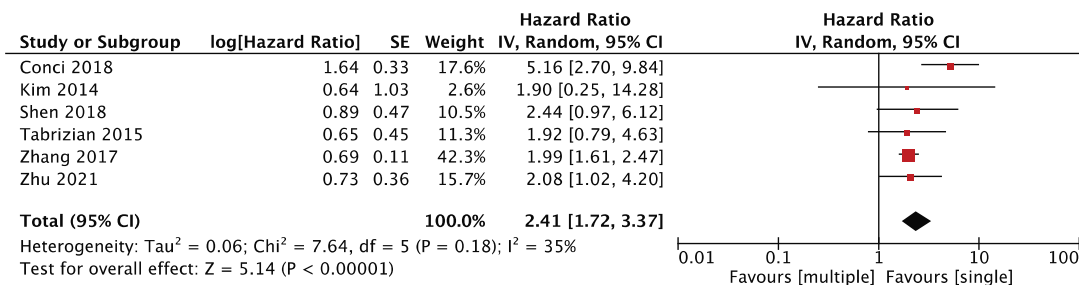 Hazard Ratio Hazard Ratio
Study or Subgroup log[Hazard Ratio] SE Weight IV, Random, 95% CI IV, Random, 95% CI
Conci 2018 1.64 0.33 17.6% 5.16 [2.70, 9.84]
Kim 2014 0.64 1.03 2.6% 1.90 [0.25, 14.28]
Shen 2018 0.89 0.47 10.5% 2.44 [0.97, 6.12]
Tabrizian 2015 0.65 0.45 11.3% 1.92 [0.79, 4.63]
Zhang 2017 0.69 0.11 42.3% 1.99 [1.61, 2.47]
Zhu 2021 0.73 0.36 15.7% 2.08 [1.02, 4.20]
Total (95% CI) 100.0% 2.41 [1.72, 3.37]
Heterogeneity: Tau² = 0.06; Chi² = 7.64, df = 5 (P = 0.18); I² = 35%
Test for overall effect: Z = 5.14 (P < 0.00001)
0.01 0.1 1 10 100
Favours [multiple] Favours [single]